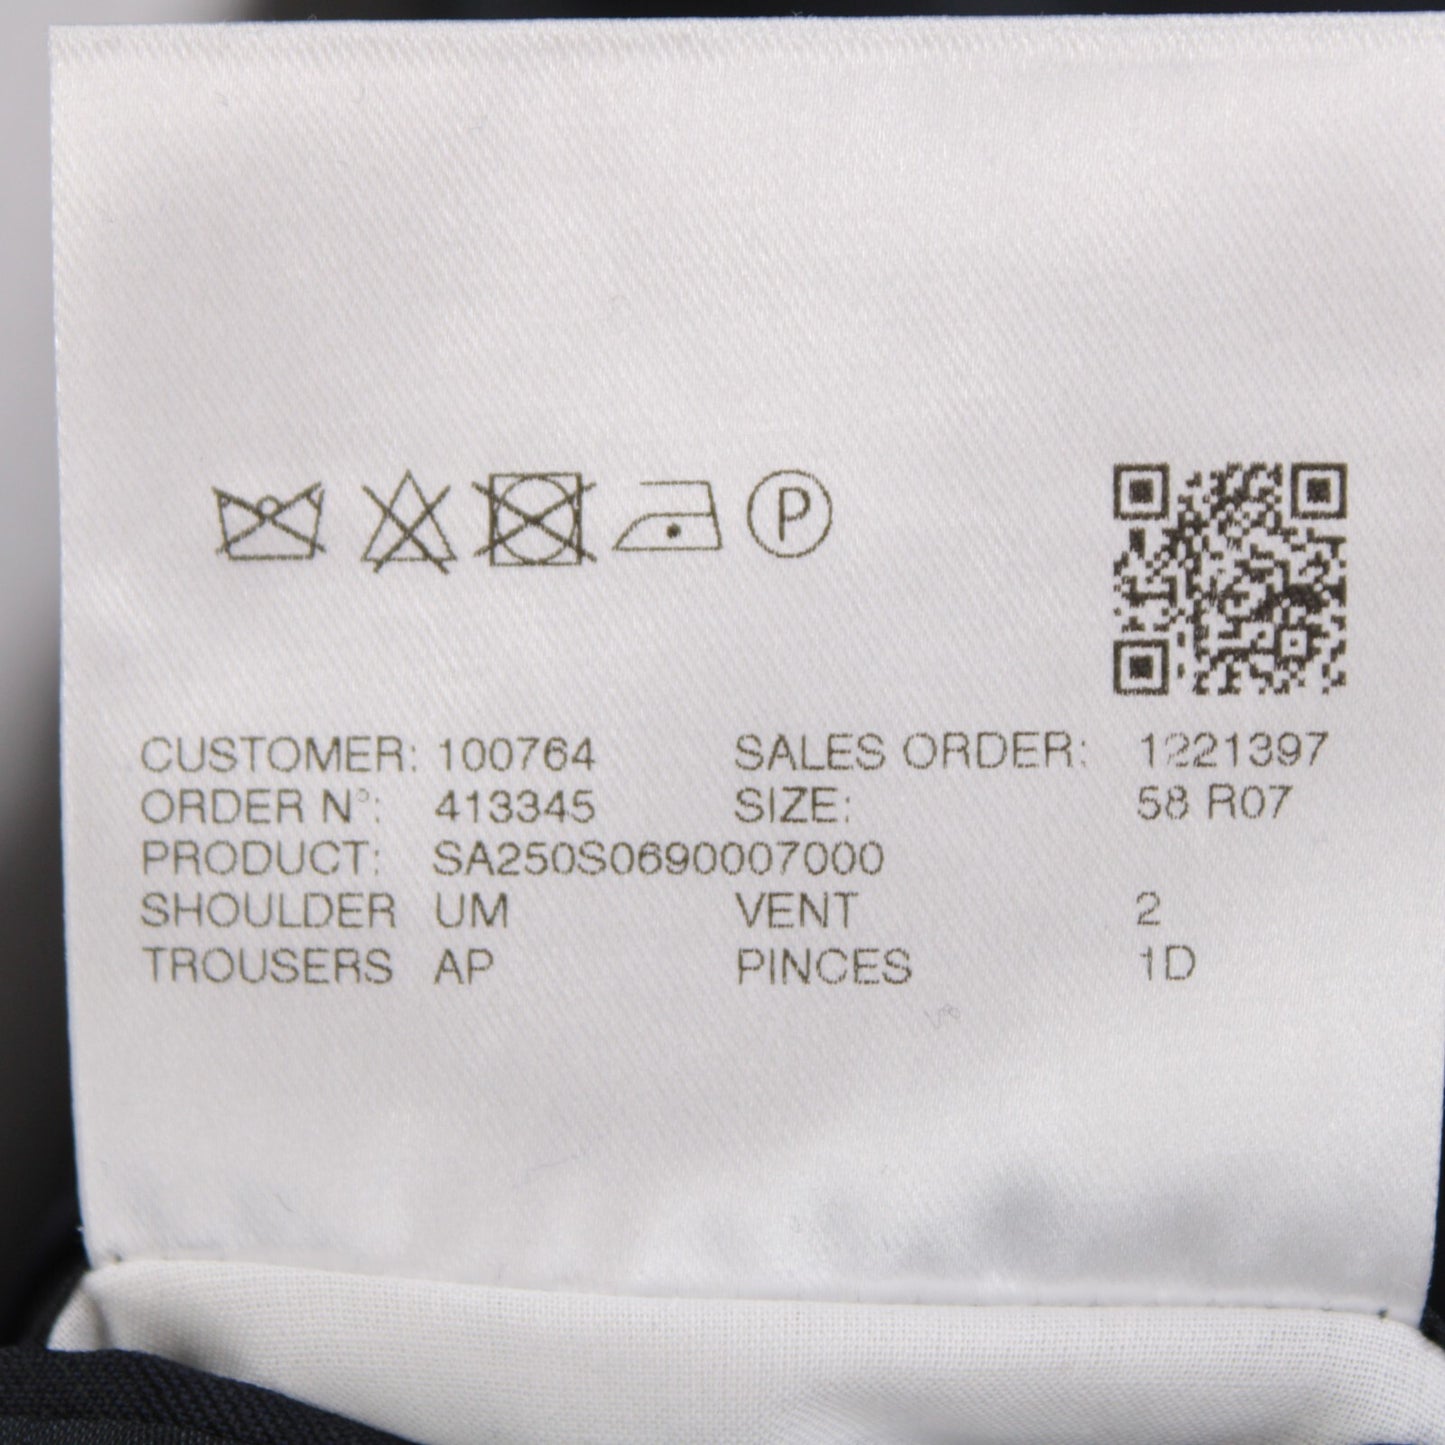 P
CUSTOMER: 100764 SALES ORDER: 1221397
ORDER N°: 413345 SIZE: 58 R07
PRODUCT: SA250S0690007000
SHOULDER UM VENT 2
TROUSERS AP PINCES 1D